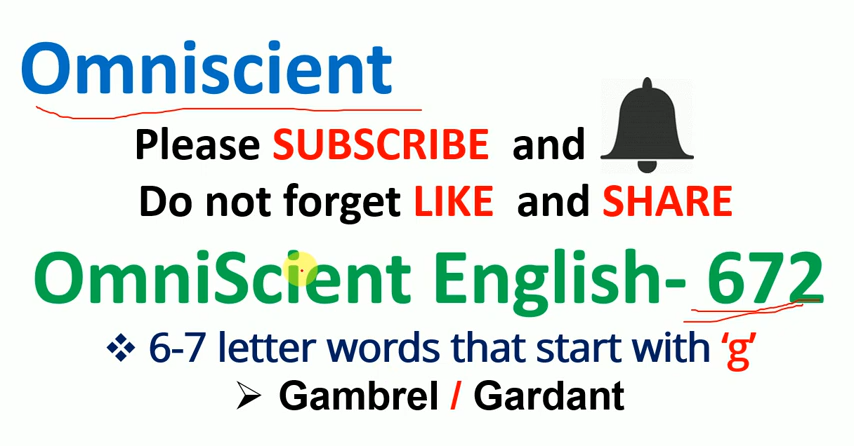 Omniscient
Please SUBSCRIBE and
Do not forget LIKE and SHARE
OmniScient English- 672
❖ 6-7 letter words that start with ‘g’
➢ Gambrel / Gardant